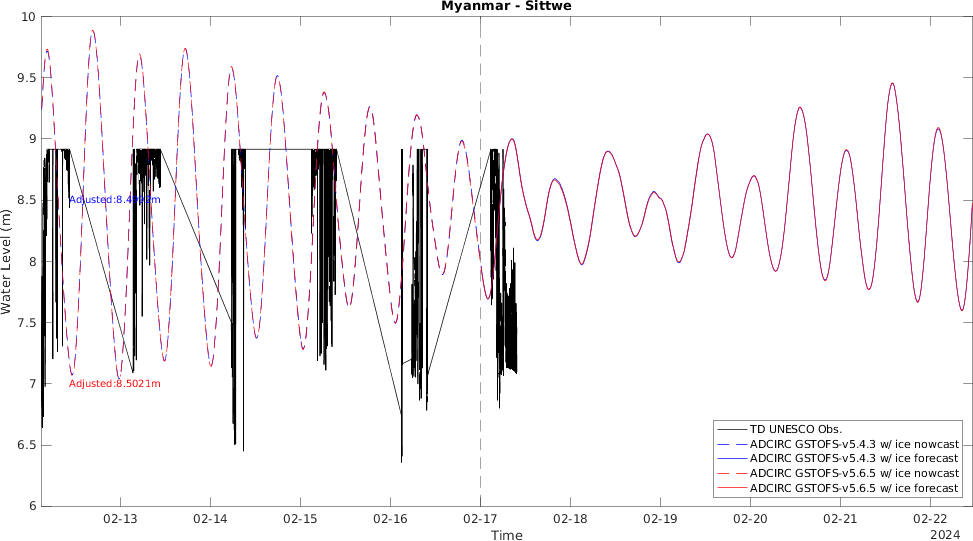 Myanmar - Sittwe
10
9.5
9
8.5
8
7.5
7
6.5
6
Water Level (m)
Adjusted:8.5021m
TD UNESCO Obs.
ADCIRC GSTOFS-v5.4.3 w/ ice nowcast
ADCIRC GSTOFS-v5.4.3 w/ ice forecast
ADCIRC GSTOFS-v5.6.5 w/ ice nowcast
ADCIRC GSTOFS-v5.6.5 w/ ice forecast
02-13 02-14 02-15 02-16 02-17 02-18 02-19 02-20 02-21 02-22
Time
2024